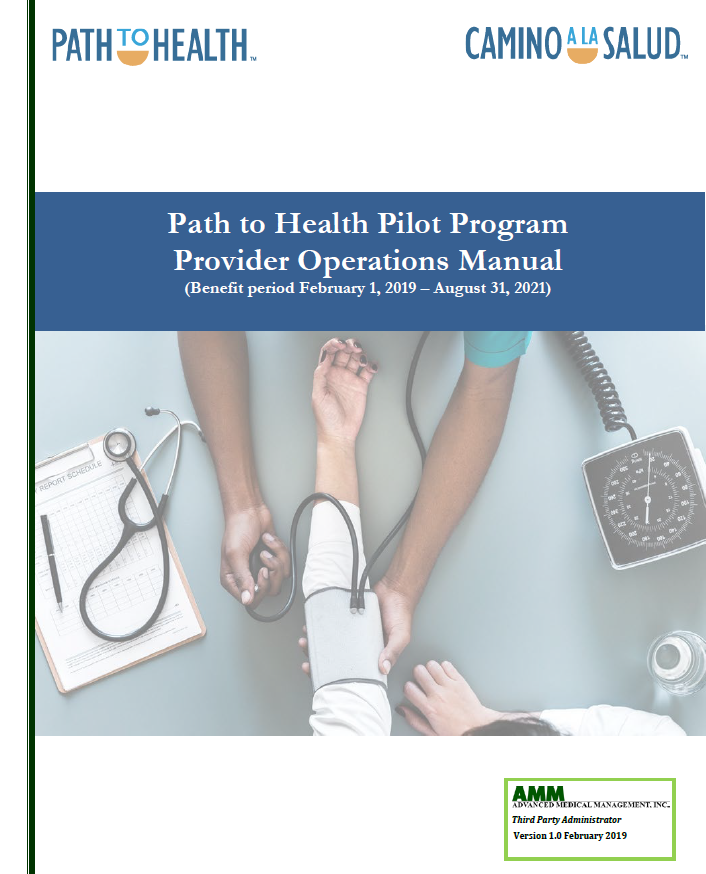 PATH TO HEALTH™
CAMINO A LA SALUD™
Path to Health Pilot Program
Provider Operations Manual
(Benefit period February 1, 2019 – August 31, 2021)
REPORT SCHEDULE
AMM
ADVANCED MEDICAL MANAGEMENT, INC.
Third Party Administrator
Version 1.0 February 2019